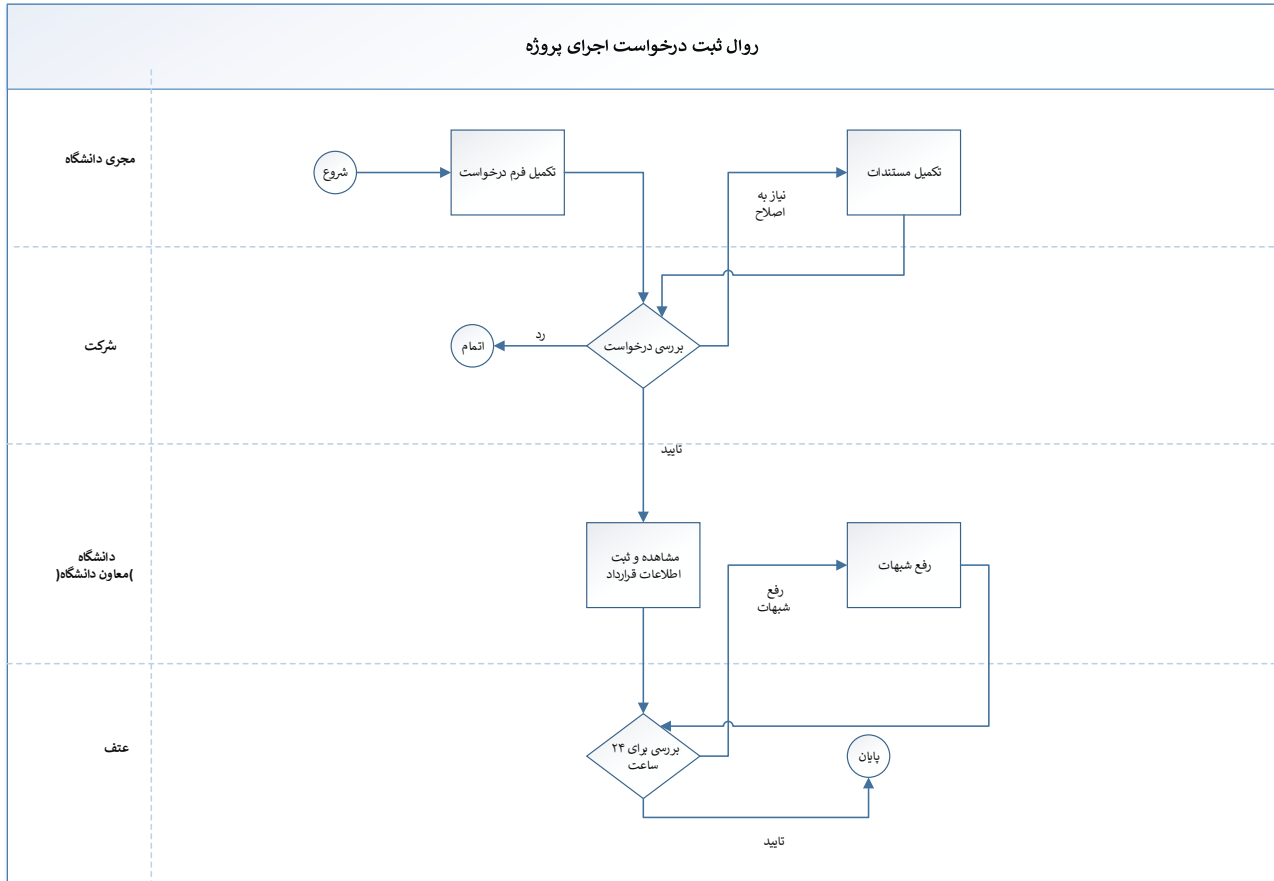 روال ثبت درخواست اجرای پروژه
مجری دانشگاه
شروع
تکمیل فرم درخواست
نیاز به
اصلاح
تکمیل مستندات
شرکت
بررسی درخواست
رد
اتمام
تایید
دانشگاه
)معاون دانشگاه(
مشاهده و ثبت
اطلاعات قرارداد
رفع
شبهات
رفع شبهات
عتف
بررسی برای ۲۴
ساعت
پایان
تایید